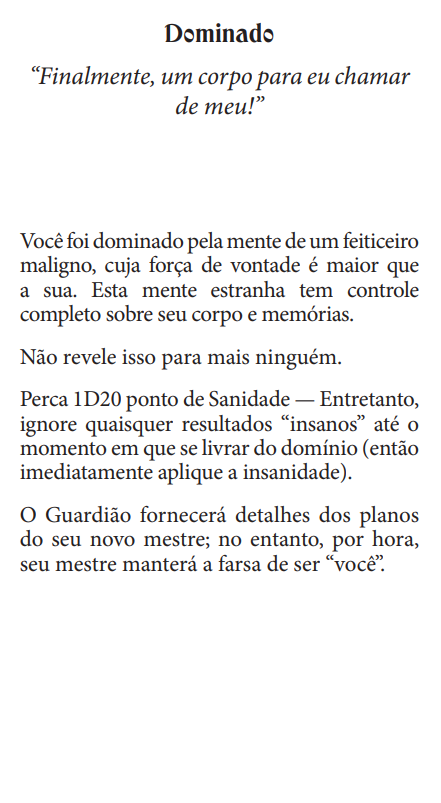 Dominado
“Finalmente, um corpo para eu chamar
de meu!”
Você foi dominado pela mente de um feiticeiro
maligno, cuja força de vontade é maior que
a sua. Esta mente estranha tem controle
completo sobre seu corpo e memórias.
Não revele isso para mais ninguém.
Perca 1D20 ponto de Sanidade — Entretanto,
ignore quaisquer resultados “insanos” até o
momento em que se livrar do domínio (então
imediatamente aplique a insanidade).
O Guardião fornecerá detalhes dos planos
do seu novo mestre; no entanto, por hora,
seu mestre manterá a farsa de ser “você”.